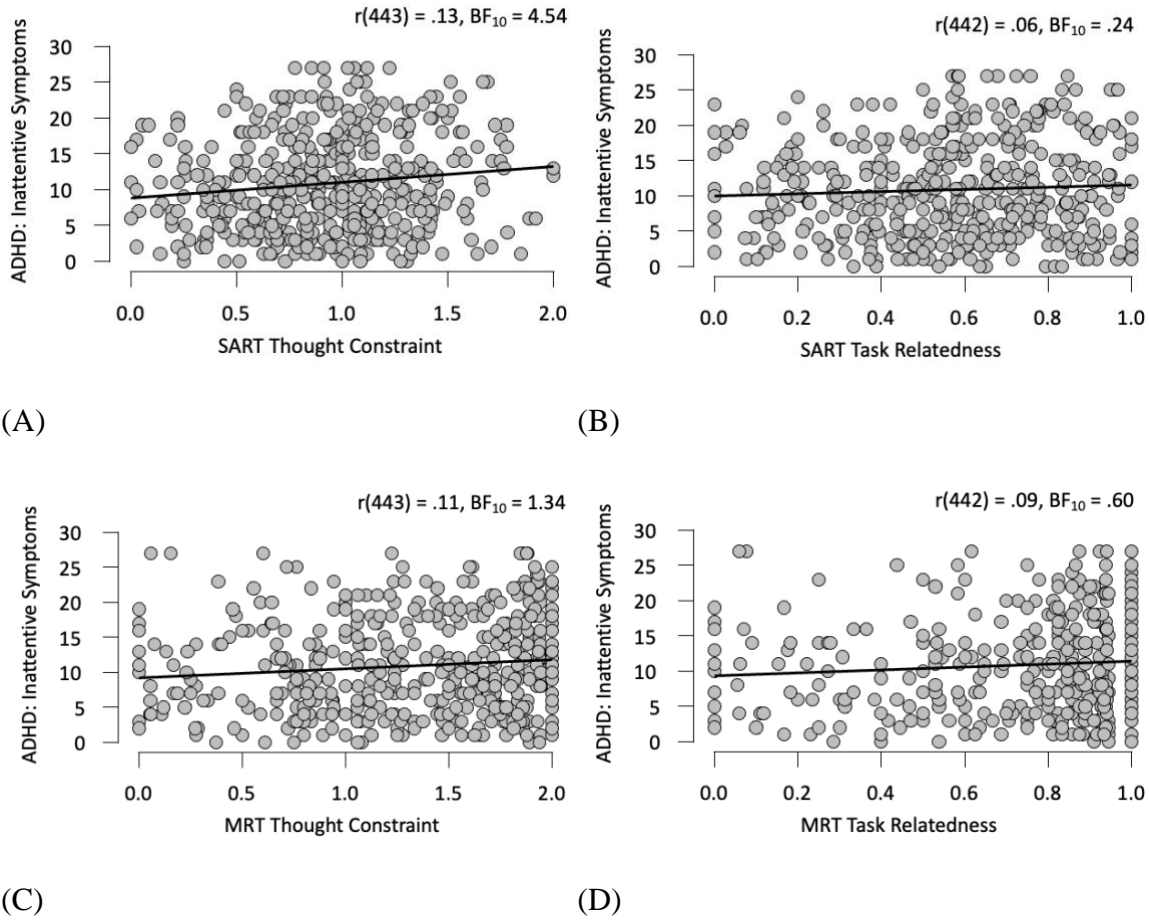 r(443) = .13, BF₁₀ = 4.54
ADHD: Inattentive Symptoms
30
25
20
15
10
5
0
0.0 0.5 1.0 1.5 2.0
SART Thought Constraint
(A)
r(442) = .06, BF₁₀ = .24
ADHD: Inattentive Symptoms
30
25
20
15
10
5
0
0.0 0.2 0.4 0.6 0.8 1.0
SART Task Relatedness
(B)
r(443) = .11, BF₁₀ = 1.34
ADHD: Inattentive Symptoms
30
25
20
15
10
5
0
0.0 0.5 1.0 1.5 2.0
MRT Thought Constraint
(C)
r(442) = .09, BF₁₀ = .60
ADHD: Inattentive Symptoms
30
25
20
15
10
5
0
0.0 0.2 0.4 0.6 0.8 1.0
MRT Task Relatedness
(D)